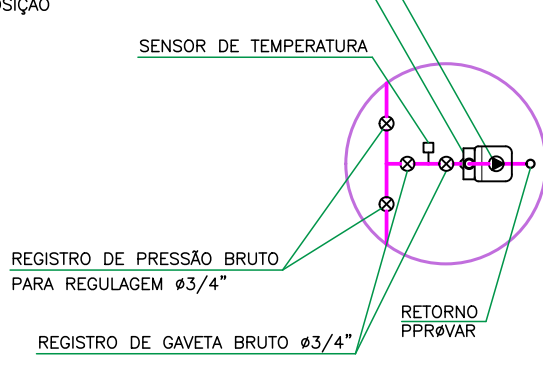 SIÇÃO
SENSOR DE TEMPERATURA
REGISTRO DE PRESSÃO BRUTO
PARA REGULAGEM ø3/4"
RETORNO
PPRøVAR
REGISTRO DE GAVETA BRUTO ø3/4"